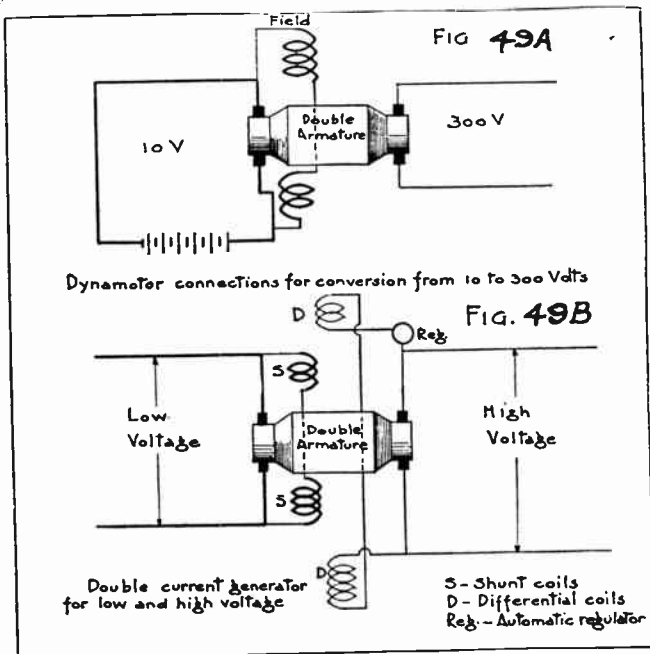 Field
FIG 49A
10 V
Double
Armature
300 V
Dynamotor connections for conversion from 10 to 300 Volts
D
FIG. 49B
Reg.
S
Low
Voltage
Double
Armature
High
Voltage
S
D
Double current generator
for low and high voltage
S - Shunt coils
D - Differential coils
Reg. - Automatic regulator